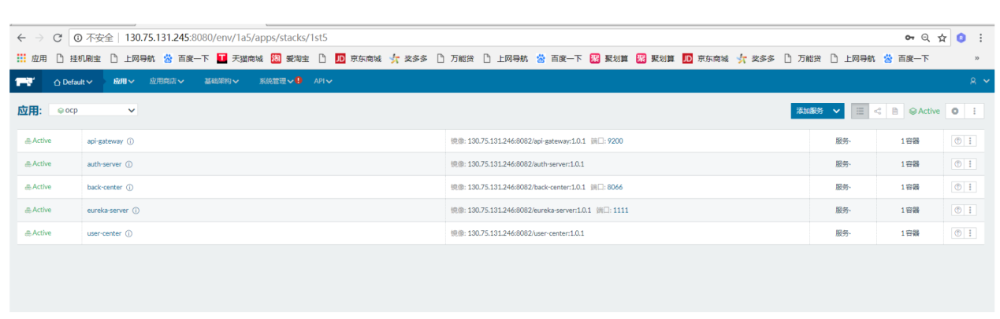 不安全 | 130.75.131.245:8080/env/1a5/apps/stacks/1st5
应用 挂机刷宝 上网导航 百度一下 天猫商城 爱淘宝 京东商城 奖多多 万能货 上网导航 百度一下 聚划算 聚划算 京东商城 奖多多 万能货 上网导航 百度一下 »
Default 应用 应用商店 基础架构 系统管理 API
应用: ocp 添加服务 Active
Active api-gateway 镜像: 130.75.131.246:8082/api-gateway:1.0.1 端口: 9200 服务· 1容器
Active auth-server 镜像: 130.75.131.246:8082/auth-server:1.0.1 服务· 1容器
Active back-center 镜像: 130.75.131.246:8082/back-center:1.0.1 端口: 8066 服务· 1容器
Active eureka-server 镜像: 130.75.131.246:8082/eureka-server:1.0.1 端口: 1111 服务· 1容器
Active user-center 镜像: 130.75.131.246:8082/user-center:1.0.1 服务· 1容器